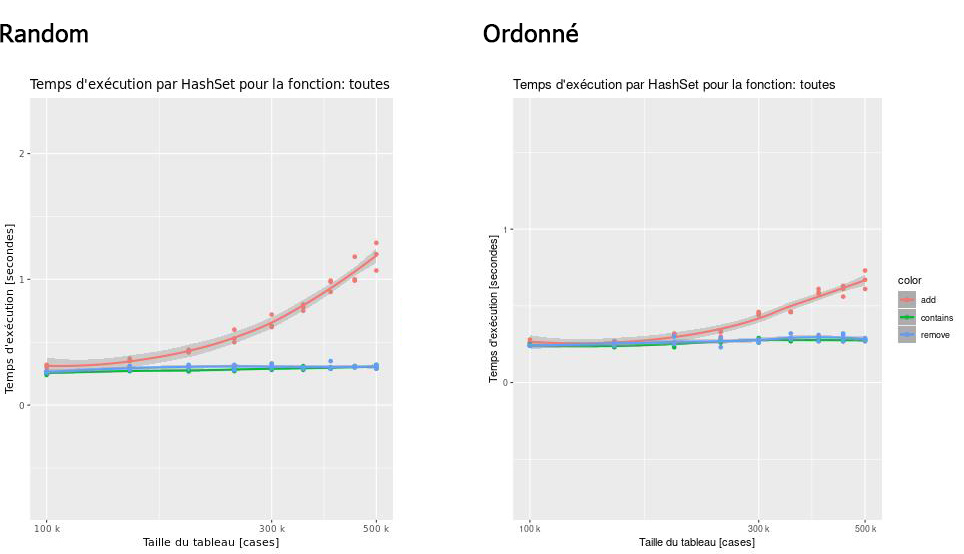 Random
Ordonné
Temps d'exécution par HashSet pour la fonction: toutes
2
1
0
Temps d'exécution [secondes]
100 k
300 k
500 k
Taille du tableau [cases]
Temps d'exécution par HashSet pour la fonction: toutes
1
0
Temps d'exécution [secondes]
100 k
300 k
500 k
Taille du tableau [cases]
color
add
contains
remove